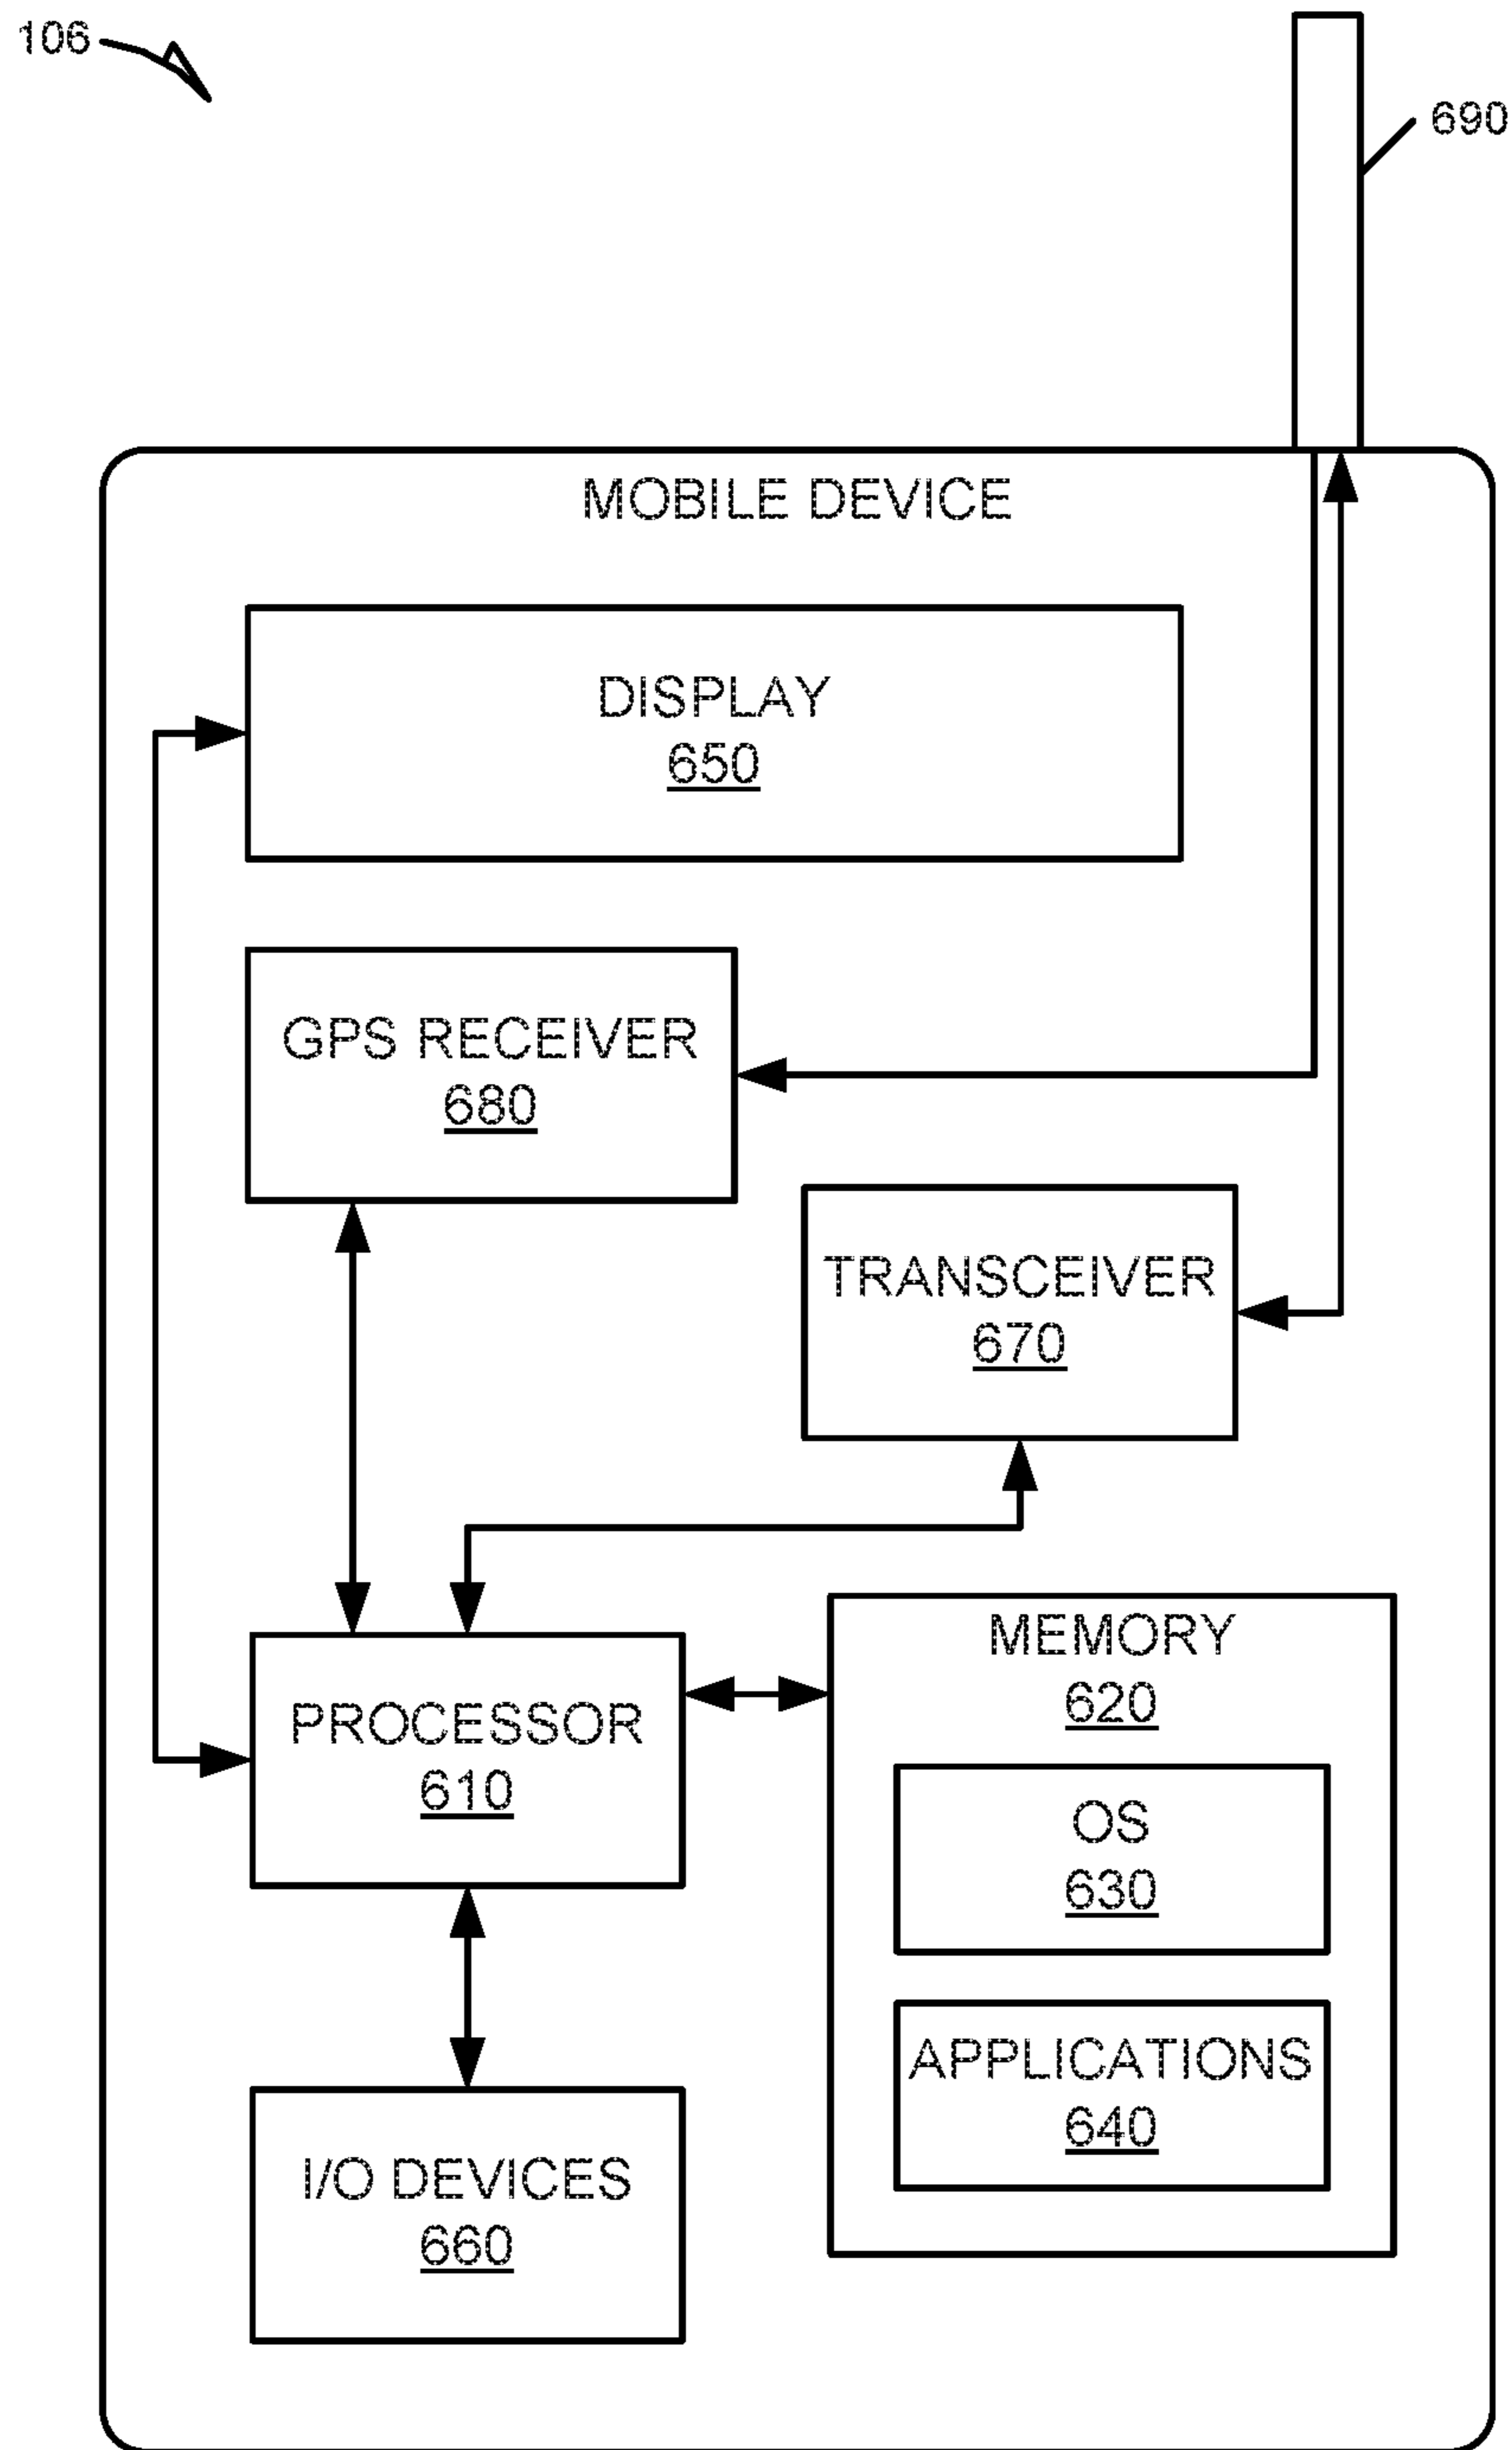 106
690
MOBILE DEVICE
DISPLAY
650
GPS RECEIVER
680
TRANSCEIVER
670
PROCESSOR
610
MEMORY
620
OS
630
APPLICATIONS
640
I/O DEVICES
660